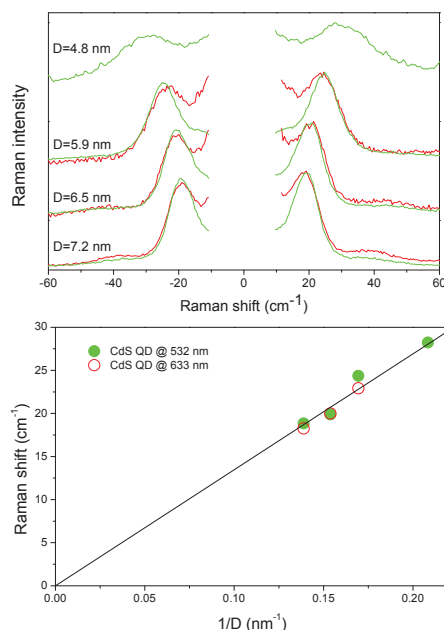 D=4.8 nm
D=5.9 nm
D=6.5 nm
D=7.2 nm
Raman intensity
-60 -40 -20 0 20 40 60
Raman shift (cm-1)
30
25
20
15
10
5
0
CdS QD @ 532 nm
CdS QD @ 633 nm
Raman shift (cm-1)
0.00 0.05 0.10 0.15 0.20
1/D (nm-1)